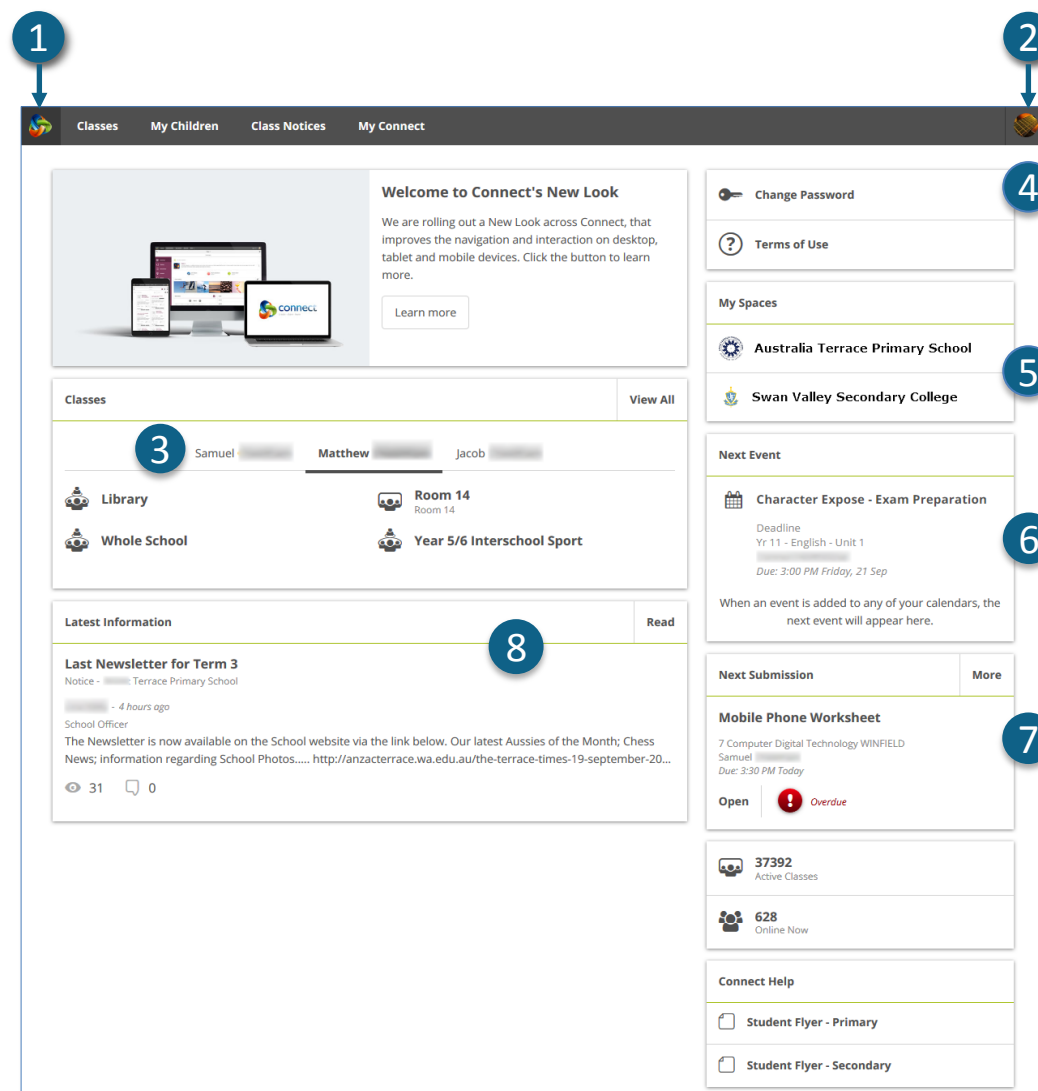 1
2
Classes My Children Class Notices My Connect
Welcome to Connect's New Look
We are rolling out a New Look across Connect, that
improves the navigation and interaction on desktop,
tablet and mobile devices. Click the button to learn
more.
Learn more
connect
Classes View All
3
Samuel Matthew Jacob
Library
Room 14
Room 14
Whole School
Year 5/6 Interschool Sport
Latest Information Read
8
Last Newsletter for Term 3
Notice - Terrace Primary School
- 4 hours ago
School Officer
The Newsletter is now available on the School website via the link below. Our latest Aussies of the Month; Chess
News; information regarding School Photos..... http://anzacterrace.wa.edu.au/the-terrace-times-19-september-20...
31 0
4
Change Password
Terms of Use
My Spaces
Australia Terrace Primary School
5
Swan Valley Secondary College
Next Event
Character Expose - Exam Preparation
Deadline
Yr 11 - English - Unit 1
6
Due: 3:00 PM Friday, 21 Sep
When an event is added to any of your calendars, the
next event will appear here.
Next Submission More
Mobile Phone Worksheet
7
7 Computer Digital Technology WINFIELD
Samuel
Due: 3:30 PM Today
Open Overdue
37392
Active Classes
628
Online Now
Connect Help
Student Flyer - Primary
Student Flyer - Secondary